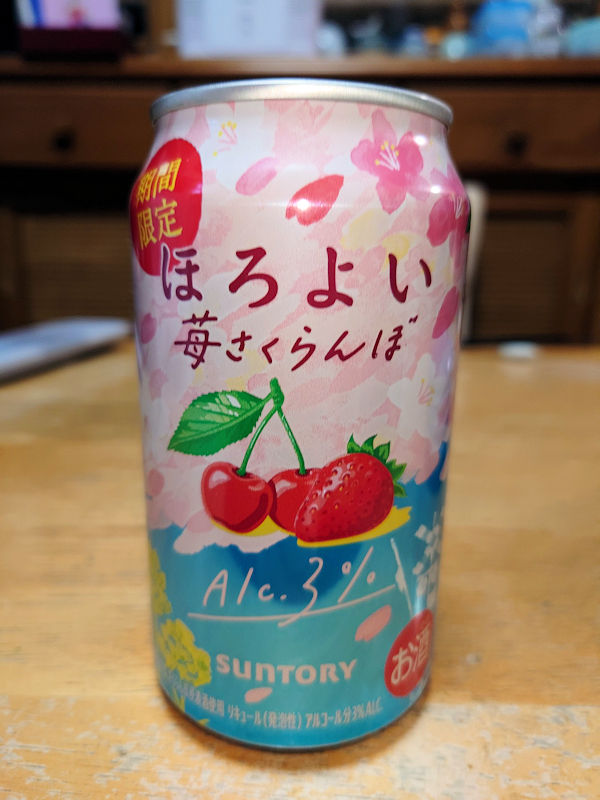 期間
限定
ほろよい
苺さくらんぼ
Alc.3%
SUNTORY
お酒
リキュール(発泡性) アルコール分3% ALC.